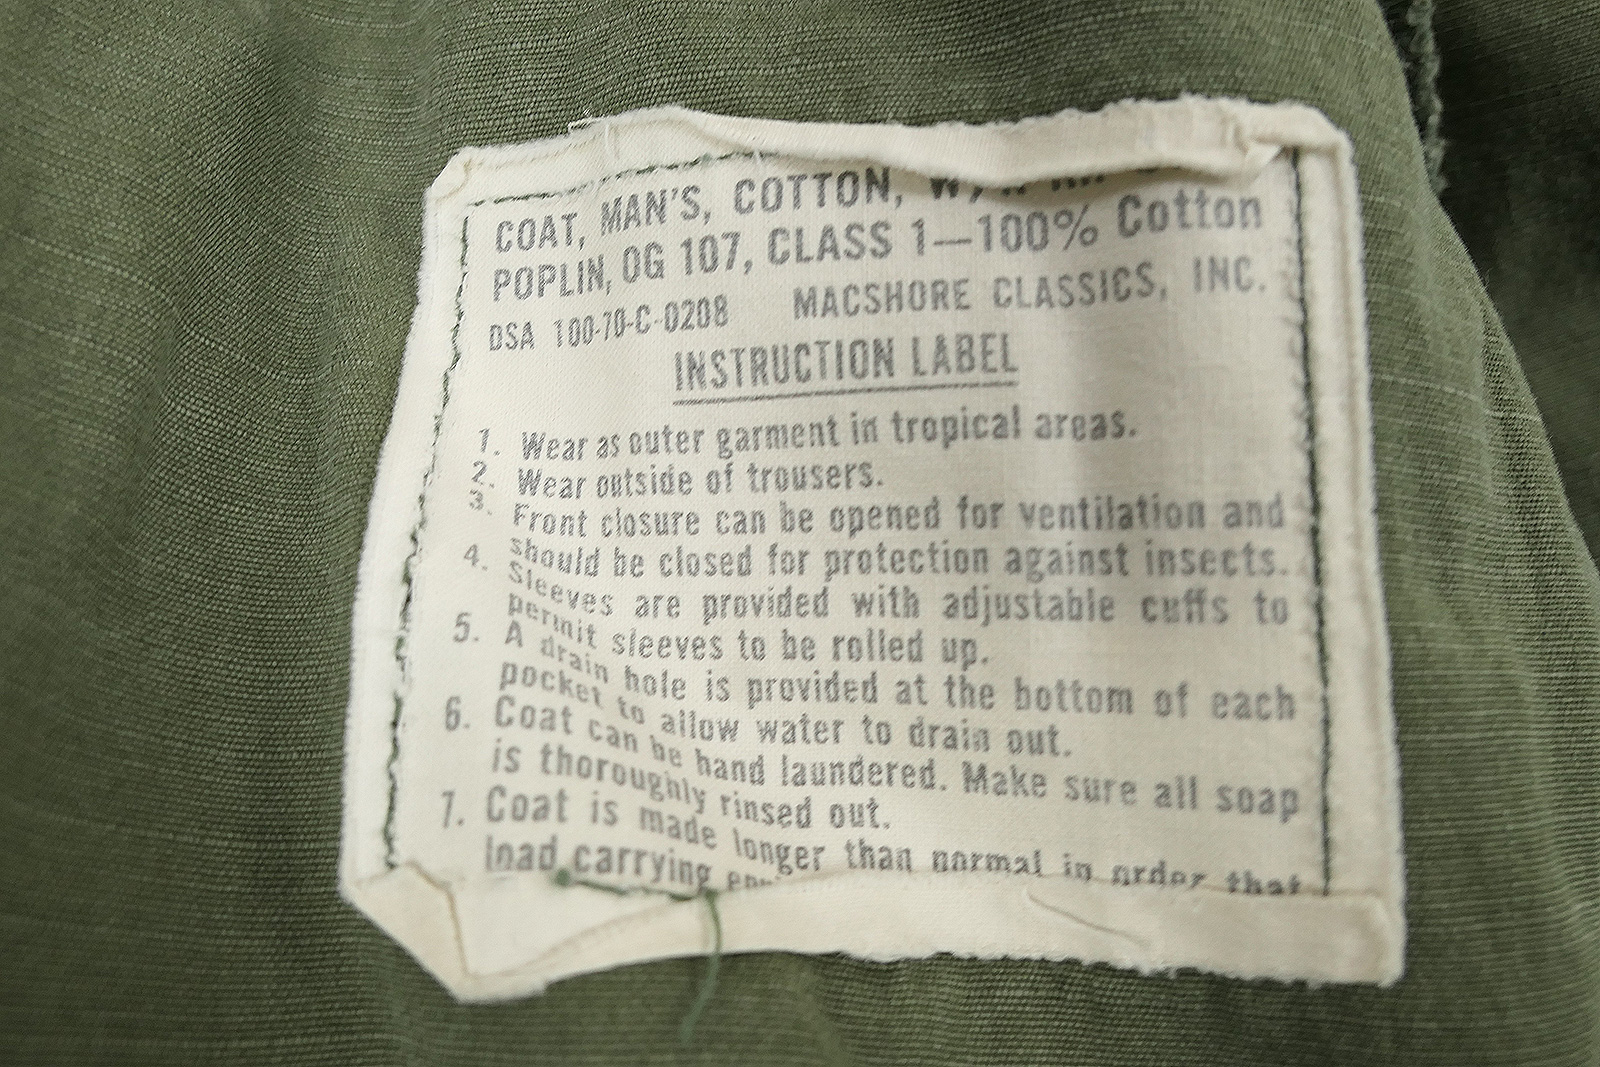 COAT, MAN'S, COTTON,
POPLIN, OG 107, CLASS 1—100% Cotton
DSA 100-70-C-0208 MACSHORE CLASSICS, INC.
INSTRUCTION LABEL
1. Wear as outer garment in tropical areas.
2. Wear outside of trousers.
3. Front closure can be opened for ventilation and
should be closed for protection against insects.
4. Sleeves are provided with adjustable cuffs to
permit sleeves to be rolled up.
5. A drain hole is provided at the bottom of each
pocket to allow water to drain out.
6. Coat can be hand laundered. Make sure all soap
is thoroughly rinsed out.
7. Coat is made longer than normal in order that
load carrying